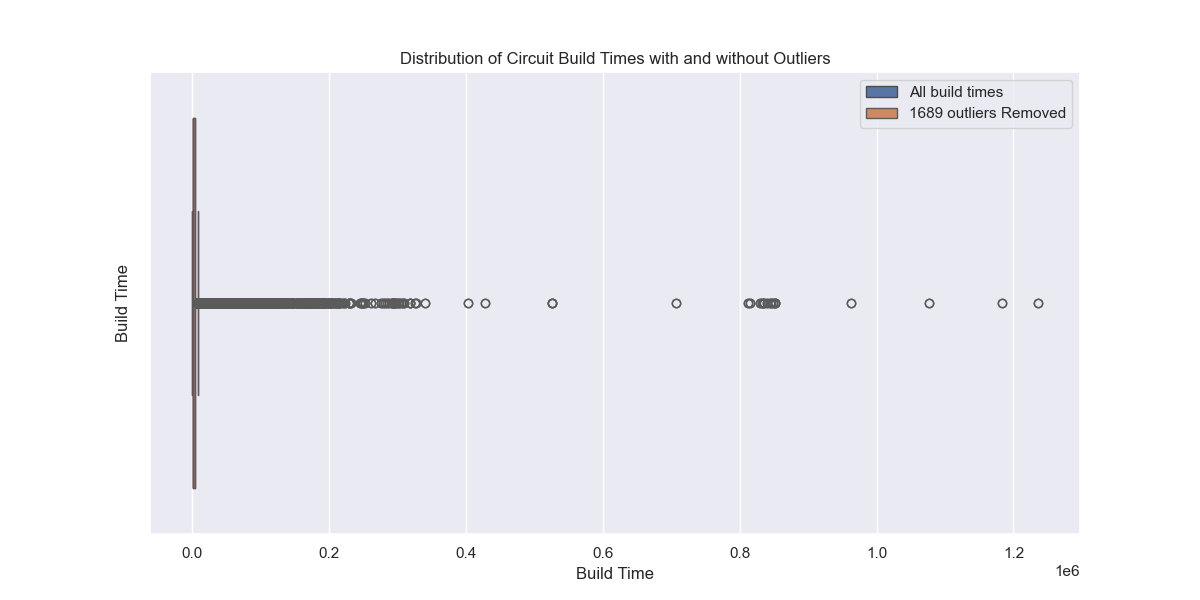 Distribution of Circuit Build Times with and without Outliers
All build times
1689 outliers Removed
Build Time
0.0 0.2 0.4 0.6 0.8 1.0 1.2
1e6
Build Time